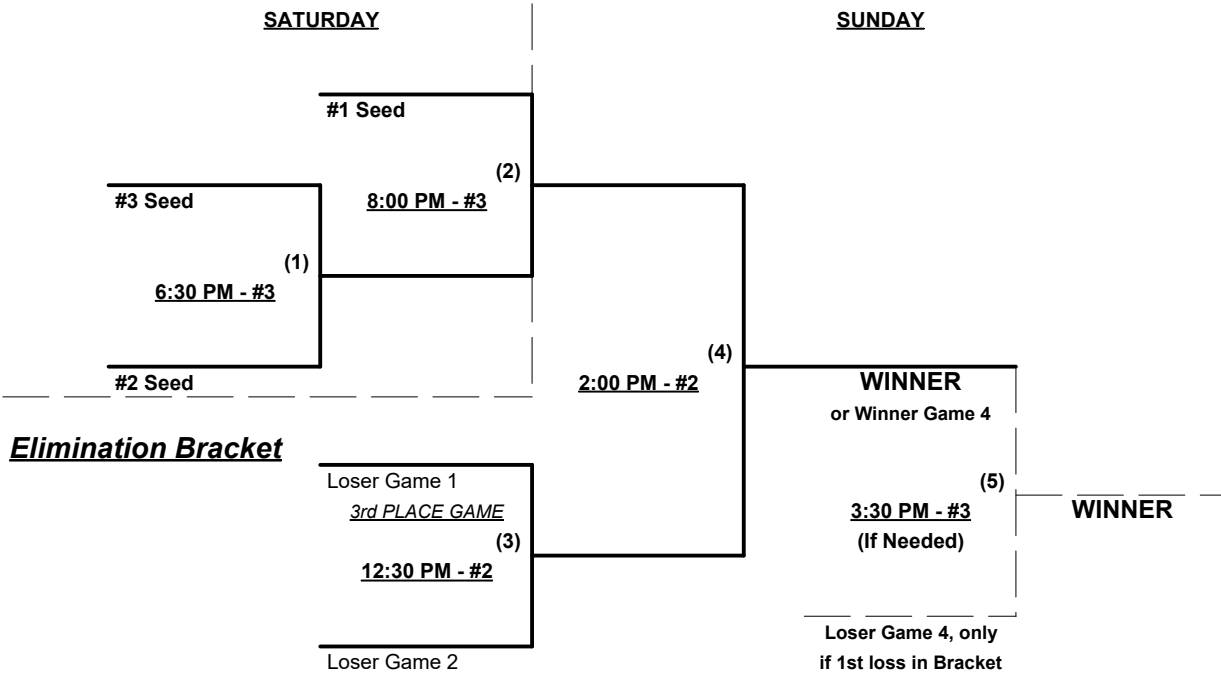 SATURDAY
SUNDAY
#1 Seed
(2)
8:00 PM - #3
#3 Seed
(1)
6:30 PM - #3
#2 Seed
(4)
2:00 PM - #2
WINNER
or Winner Game 4
Elimination Bracket
Loser Game 1
3rd PLACE GAME
(3)
12:30 PM - #2
Loser Game 2
(5)
3:30 PM - #3
(If Needed)
WINNER
Loser Game 4, only
if 1st loss in Bracket